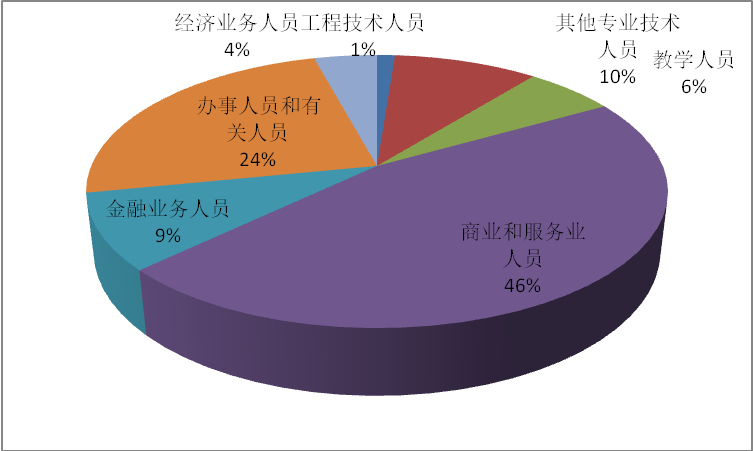 经济业务人员
4%
工程技术人员
1%
其他专业技术
人员
10%
教学人员
6%
办事人员和有
关人员
24%
金融业务人员
9%
商业和服务业
人员
46%